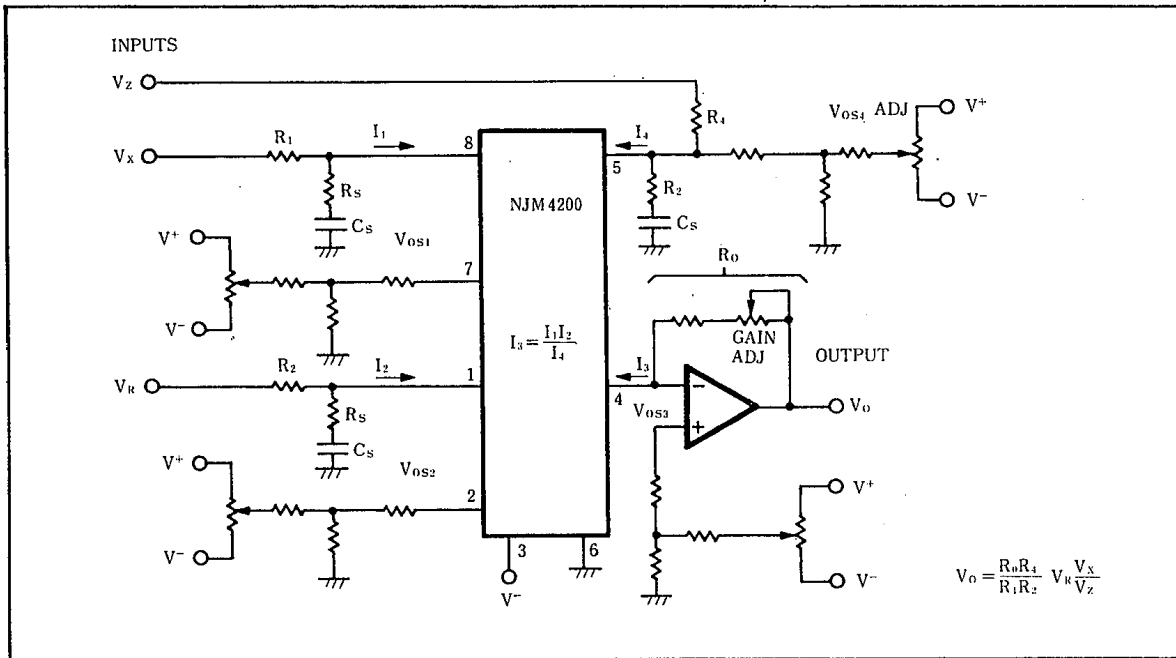 INPUTS
Vz
Vx
R1
I1
8
RS
CS
V+
VOS1
7
V−
VR
R2
I2
1
RS
CS
V+
VOS2
2
V−
NJM4200
I3 = I1I2 / I4
3
V−
6
R4
I4
5
R2
CS
VOS4 ADJ
V+
V−
R0
GAIN
ADJ
OUTPUT
I3
4
VOS3
−
+
Vo
V+
V−
Vo = R0R4 / R1R2 VR Vx / Vz